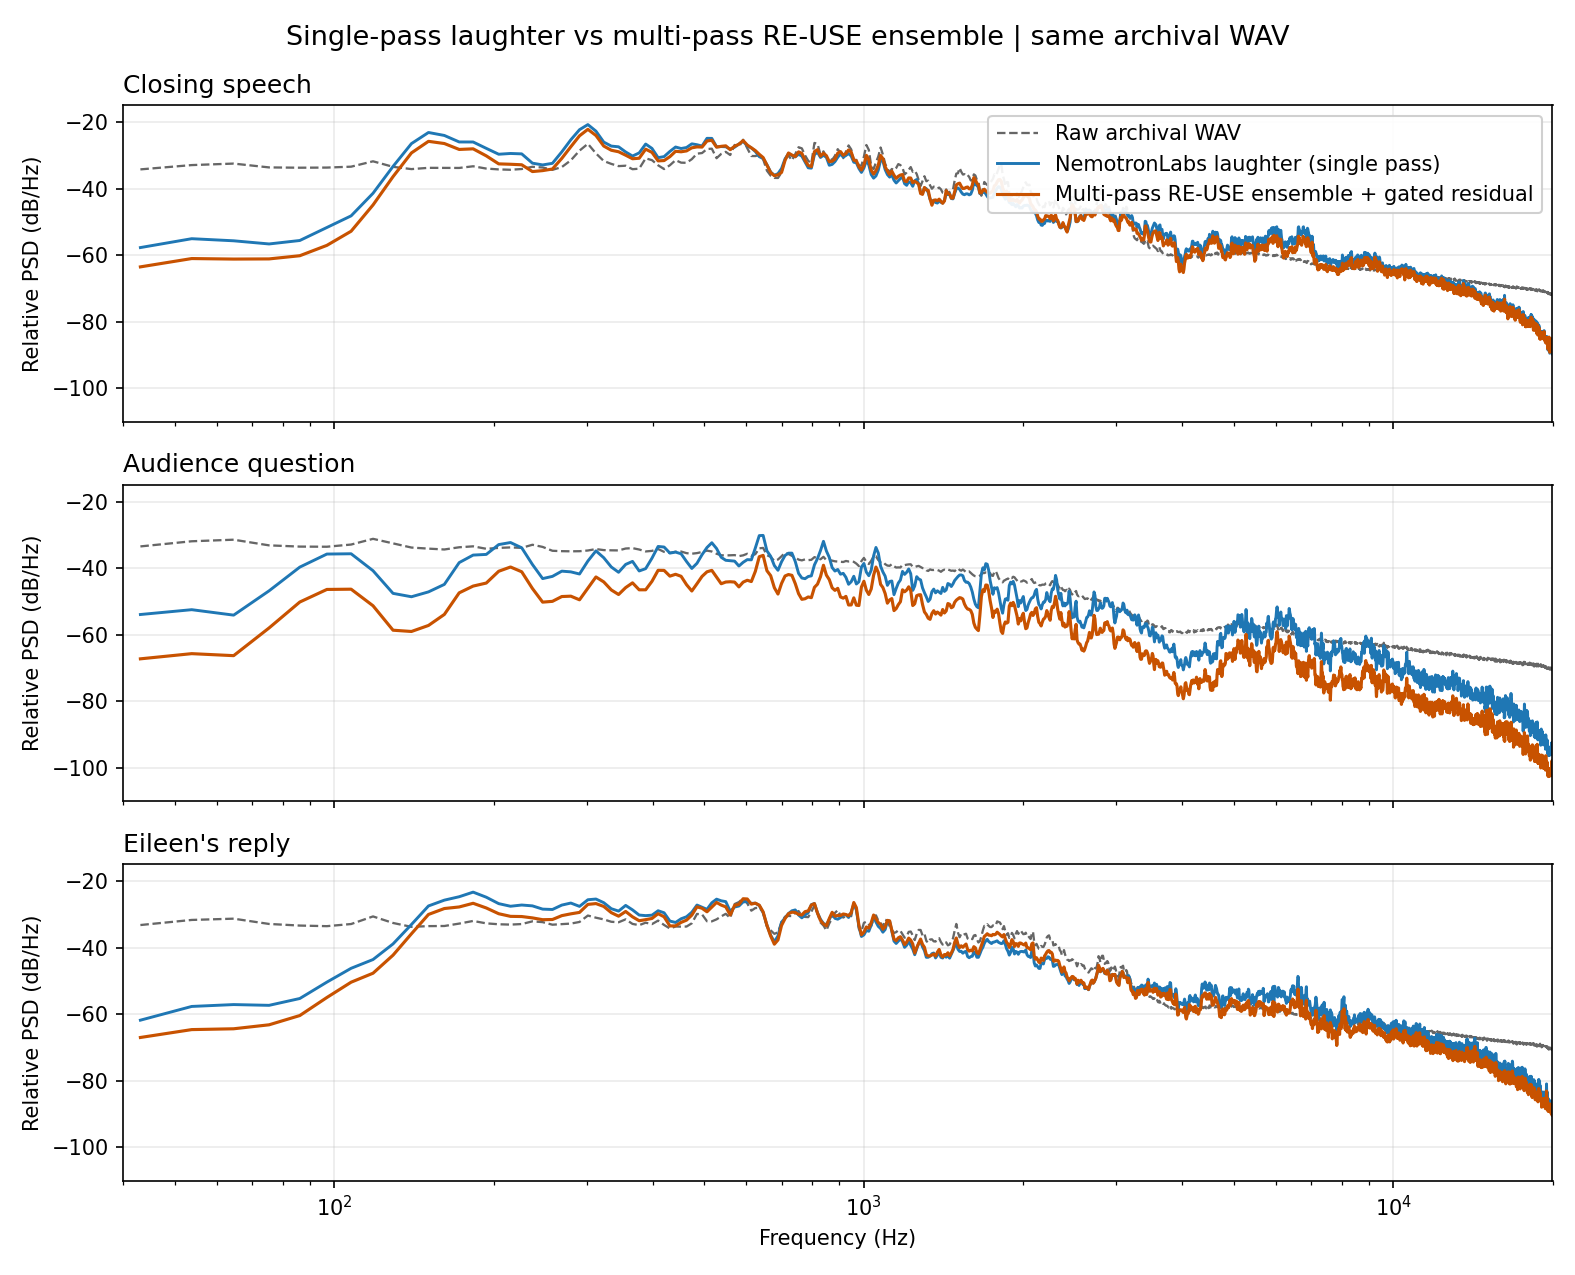 Single-pass laughter vs multi-pass RE-USE ensemble | same archival WAV
Closing speech
Raw archival WAV
NemotronLabs laughter (single pass)
Multi-pass RE-USE ensemble + gated residual
Relative PSD (dB/Hz)
−20
−40
−60
−80
−100
Audience question
Relative PSD (dB/Hz)
−20
−40
−60
−80
−100
Eileen's reply
Relative PSD (dB/Hz)
−20
−40
−60
−80
−100
10² 10³ 10⁴
Frequency (Hz)